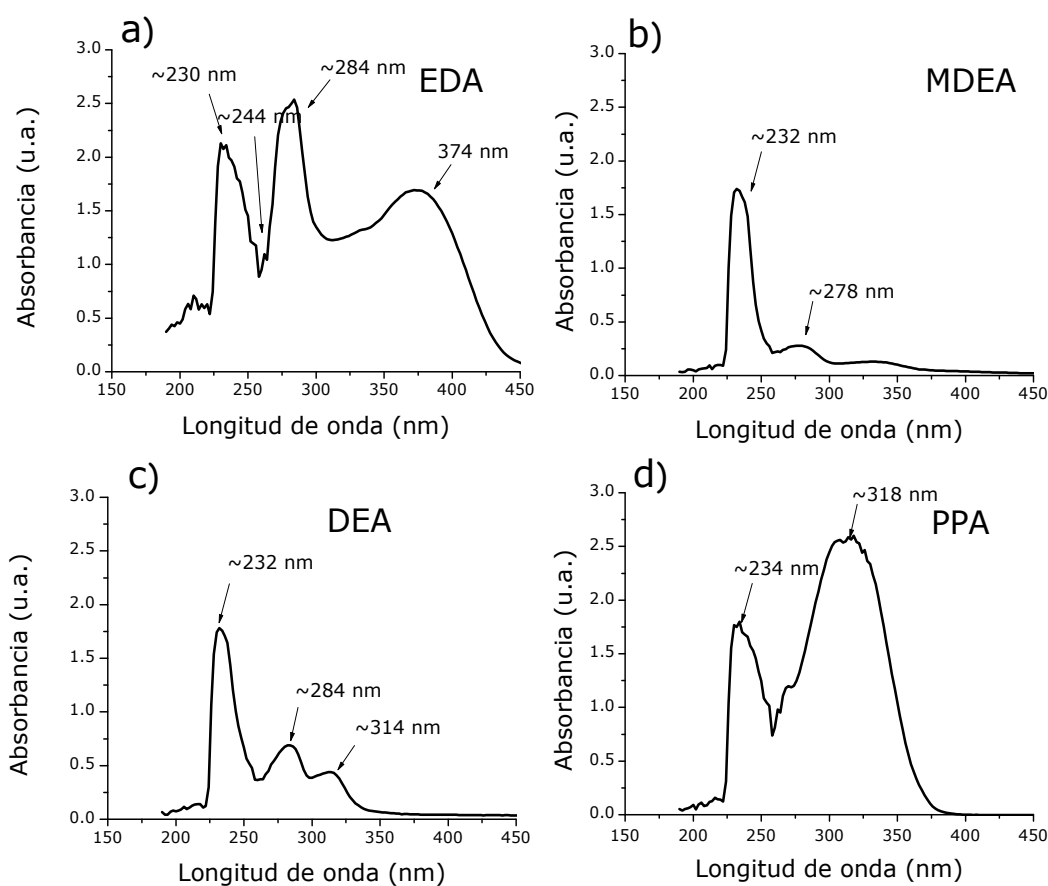 a)
EDA
~230 nm
~244 nm
~284 nm
374 nm
3.0
2.5
2.0
1.5
1.0
0.5
0.0
Absorbancia (u.a.)
150 200 250 300 350 400 450
Longitud de onda (nm)
b)
MDEA
~232 nm
~278 nm
3.0
2.5
2.0
1.5
1.0
0.5
0.0
Absorbancia (u.a.)
150 200 250 300 350 400 450
Longitud de onda (nm)
c)
DEA
~232 nm
~284 nm
~314 nm
3.0
2.5
2.0
1.5
1.0
0.5
0.0
Absorbancia (u.a.)
150 200 250 300 350 400 450
Longitud de onda (nm)
d)
PPA
~318 nm
~234 nm
3.0
2.5
2.0
1.5
1.0
0.5
0.0
Absorbancia (u.a.)
150 200 250 300 350 400 450
Longitud de onda (nm)